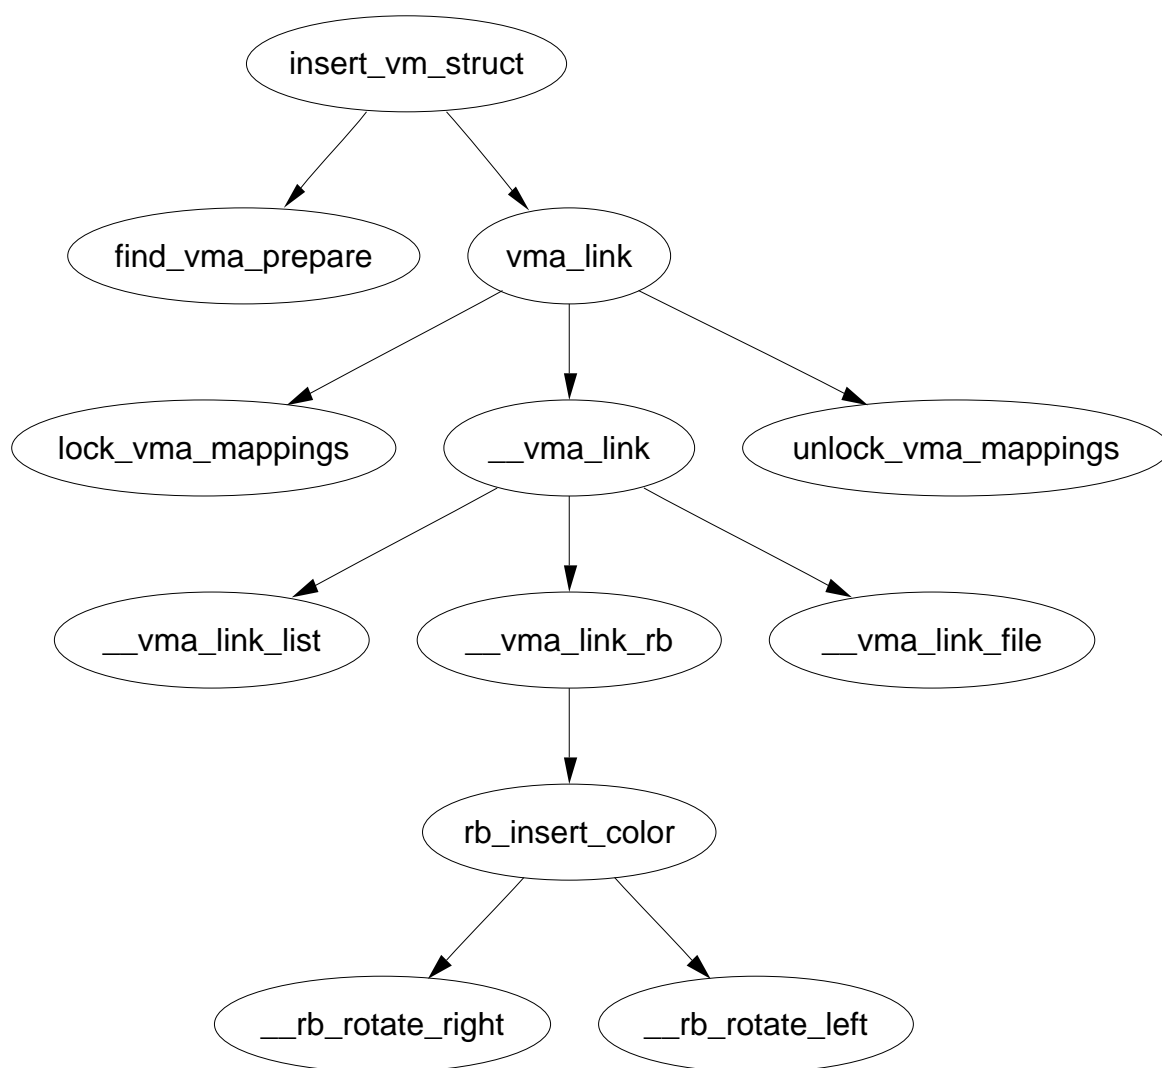 insert_vm_struct
find_vma_prepare
vma_link
lock_vma_mappings
__vma_link
unlock_vma_mappings
__vma_link_list
__vma_link_rb
__vma_link_file
rb_insert_color
__rb_rotate_right
__rb_rotate_left